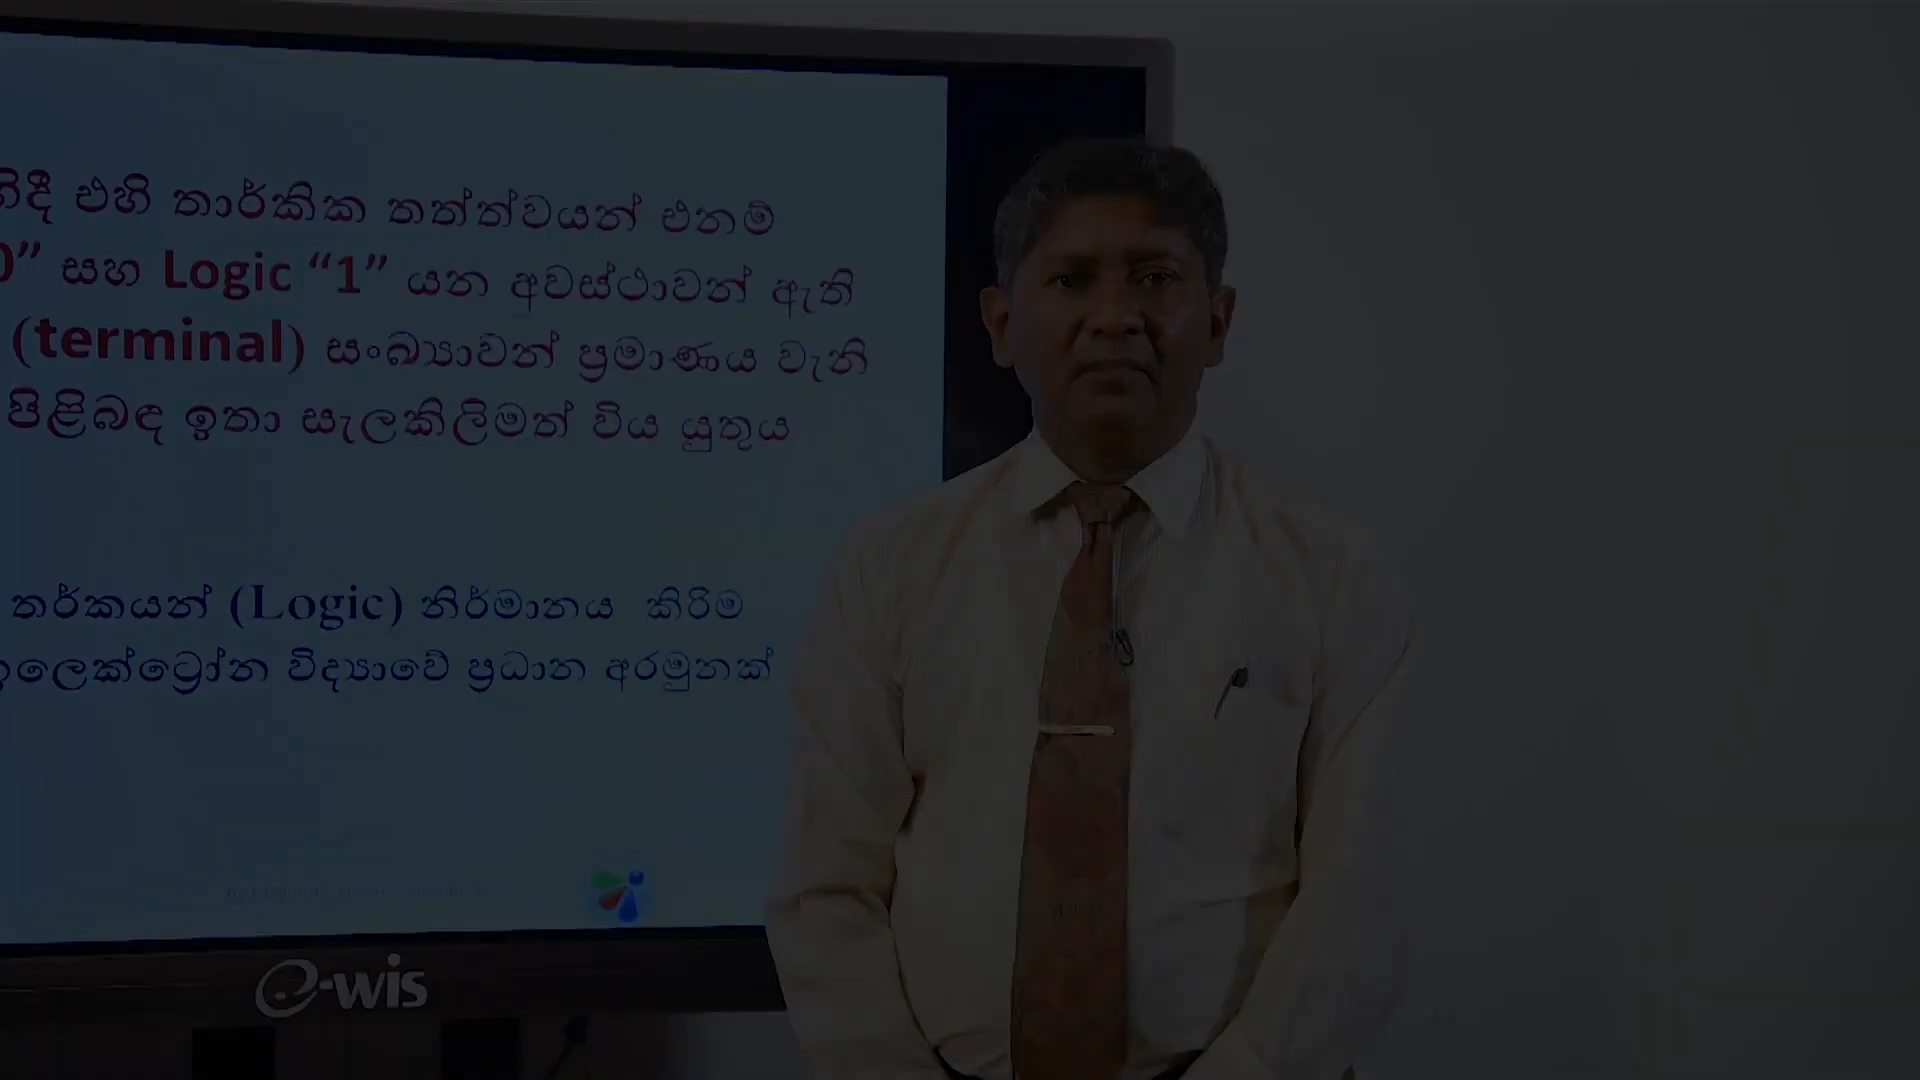 එහි තාර්කික තත්ත්වයන් එනම්
0” සහ Logic “1” යන අවස්ථාවන් ඇති
(terminal) සංඛ්‍යාවන් ප්‍රමාණය වැනි
පිළිබඳ ඉතා සැලකිලිමත් විය යුතුය
තර්කයන් (Logic) නිර්මානය කිරිම
ඉලෙක්ට්‍රෝන විද්‍යාවේ ප්‍රධාන අරමුනක්
e-wis